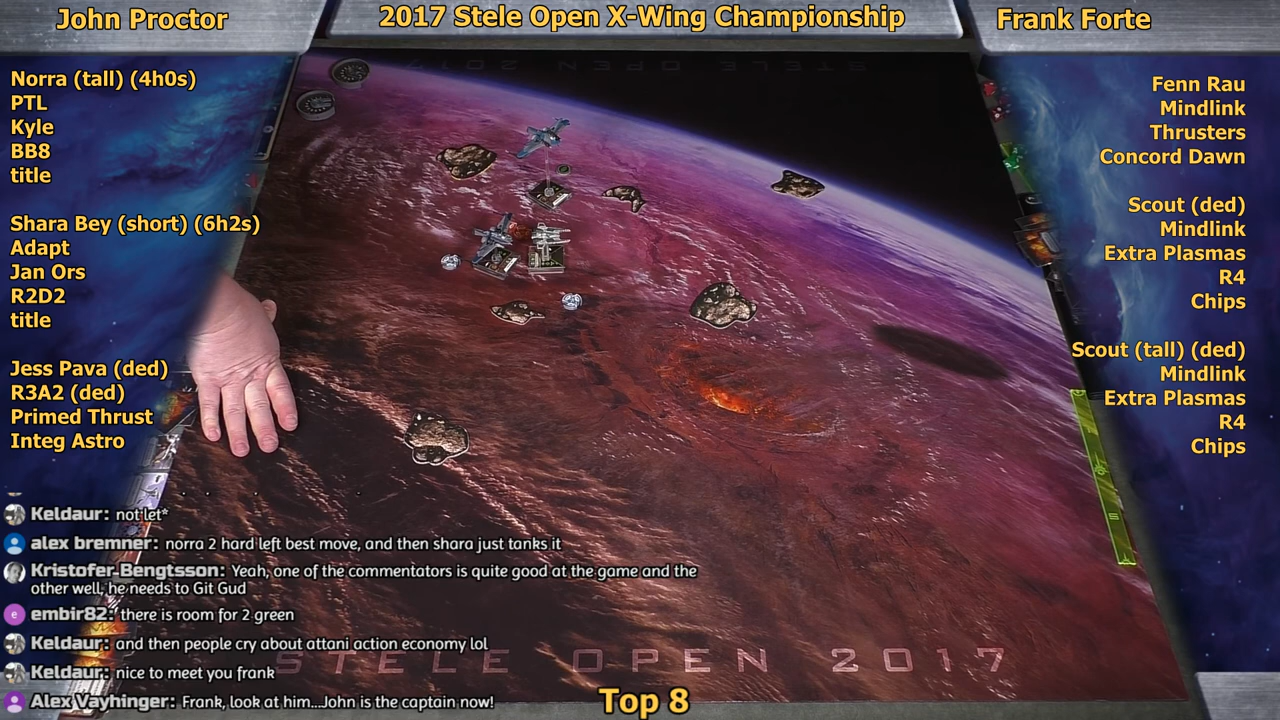 John Proctor
2017 Stele Open X-Wing Championship
Frank Forte
Norra (tall) (4h0s)
PTL
Kyle
BB8
title
Shara Bey (short) (6h2s)
Adapt
Jan Ors
R2D2
title
Jess Pava (ded)
R3A2 (ded)
Primed Thrust
Integ Astro
Fenn Rau
Mindlink
Thrusters
Concord Dawn
Scout (ded)
Mindlink
Extra Plasmas
R4
Chips
Scout (tall) (ded)
Mindlink
Extra Plasmas
R4
Chips
STELE OPEN 2017
Keldaur: not let*
alex bremner: norra 2 hard left best move, and then shara just tanks it
Kristofer Bengtsson: Yeah, one of the commentators is quite good at the game and the
other well, he needs to Git Gud
embir82: there is room for 2 green
Keldaur: and then people cry about attani action economy lol
Keldaur: nice to meet you frank
Alex Vayhinger: Frank, look at him...John is the captain now!
STELE OPEN 2017
Top 8